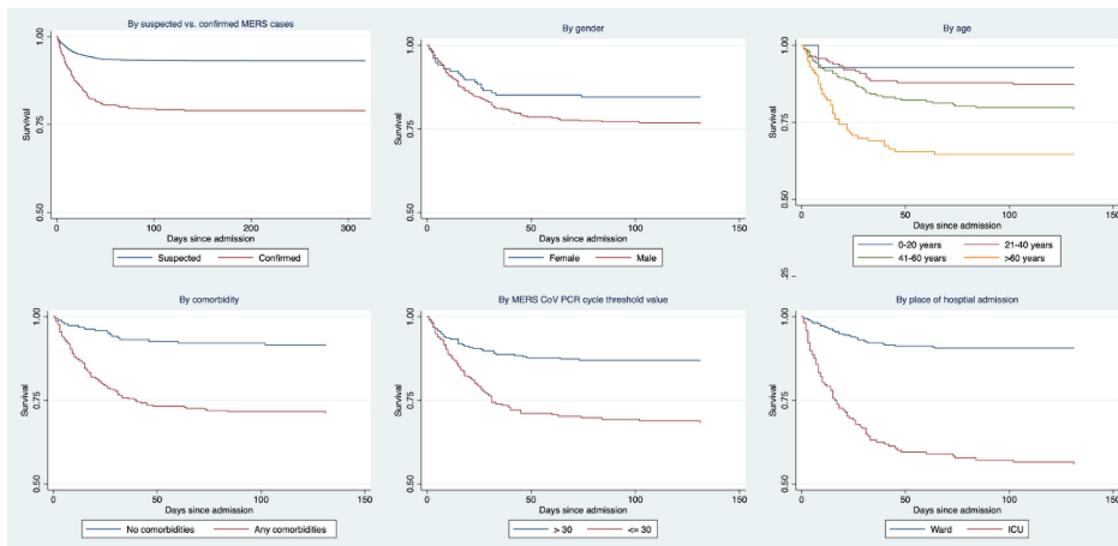 By suspected vs. confirmed MERS cases
1.00
0.75
0.50
Survival
0 100 200 300
Days since admission
Suspected Confirmed
By gender
1.00
0.75
0.50
Survival
0 50 100 150
Days since admission
Female Male
By age
1.00
0.75
0.50
Survival
0 50 100 150
Days since admission
0-20 years 21-40 years
41-60 years >60 years
.25
By comorbidity
1.00
0.75
0.50
Survival
0 50 100 150
Days since admission
No comorbidities Any comorbidities
By MERS CoV PCR cycle threshold value
1.00
0.75
0.50
Survival
0 50 100 150
Days since admission
> 30 <= 30
By place of hosptial admission
1.00
0.75
0.50
Survival
0 50 100 150
Days since admission
Ward ICU